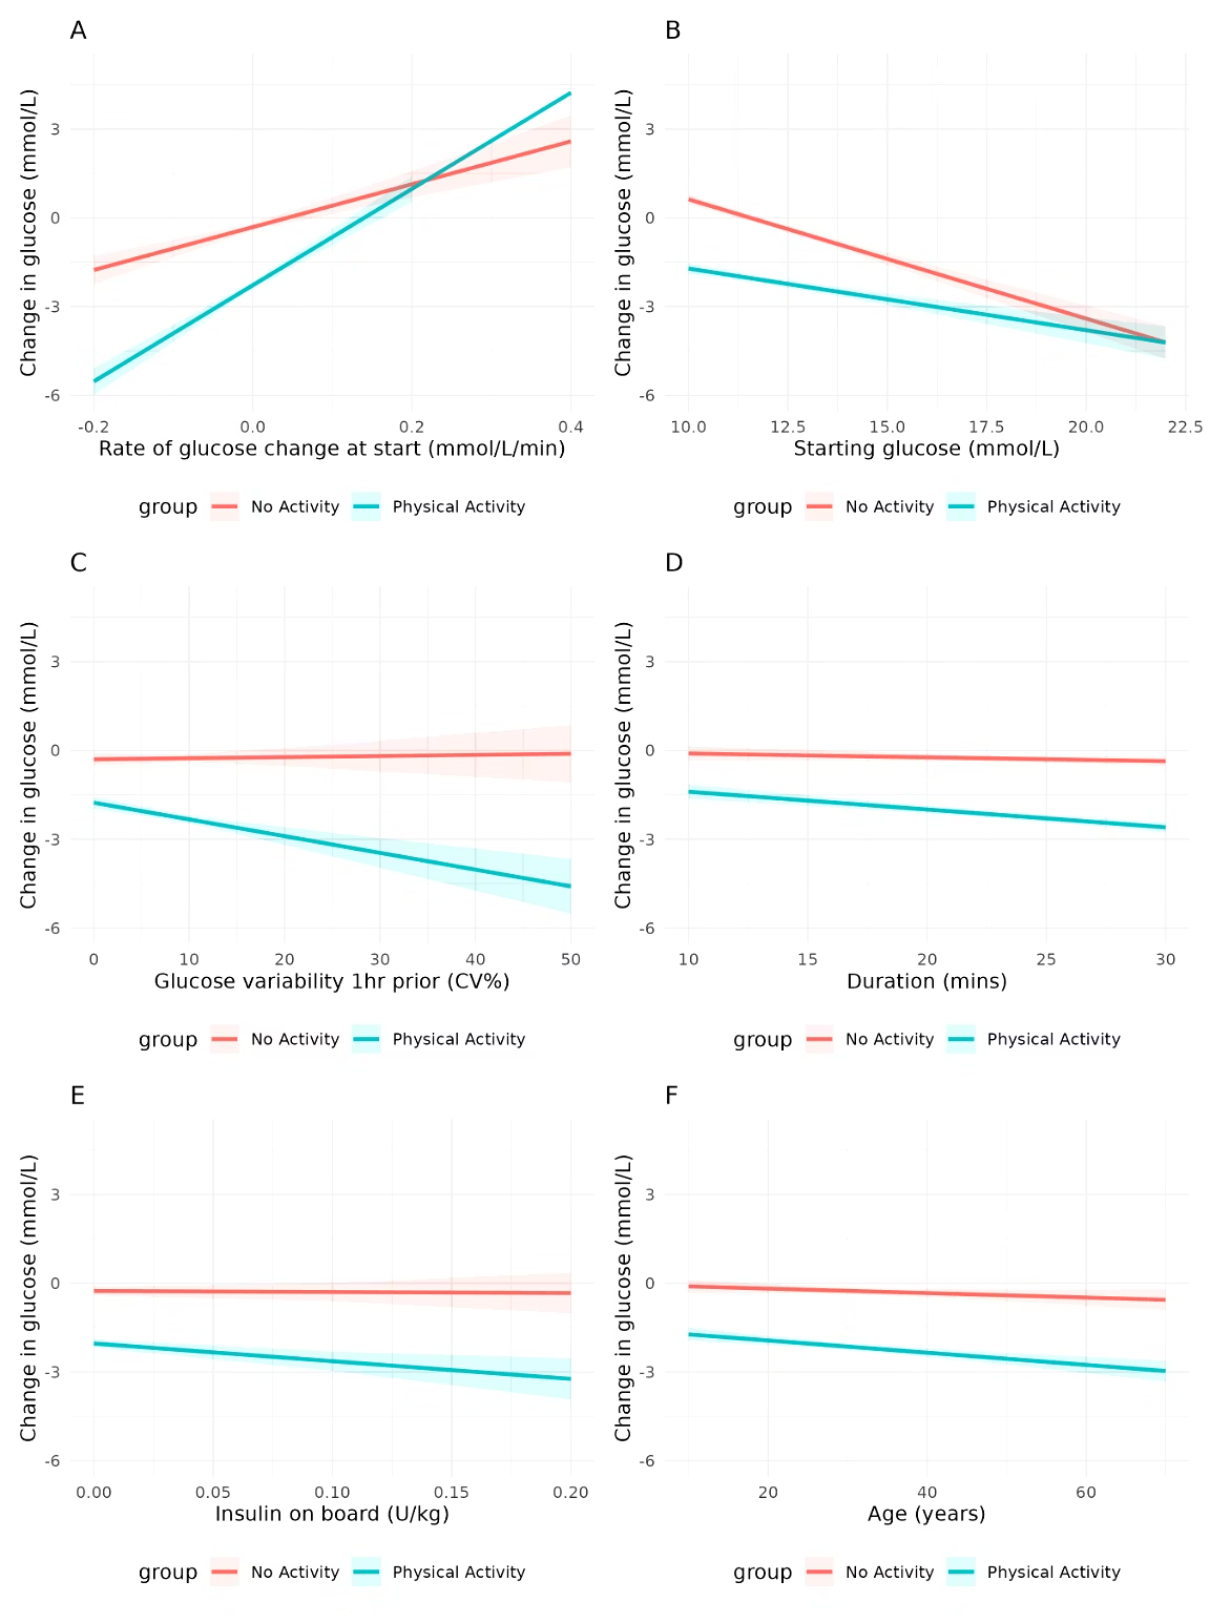 A
Change in glucose (mmol/L)
3
0
-3
-6
-0.2 0.0 0.2 0.4
Rate of glucose change at start (mmol/L/min)
group No Activity Physical Activity
B
Change in glucose (mmol/L)
3
0
-3
-6
10.0 12.5 15.0 17.5 20.0 22.5
Starting glucose (mmol/L)
group No Activity Physical Activity
C
Change in glucose (mmol/L)
3
0
-3
-6
0 10 20 30 40 50
Glucose variability 1hr prior (CV%)
group No Activity Physical Activity
D
Change in glucose (mmol/L)
3
0
-3
-6
10 15 20 25 30
Duration (mins)
group No Activity Physical Activity
E
Change in glucose (mmol/L)
3
0
-3
-6
0.00 0.05 0.10 0.15 0.20
Insulin on board (U/kg)
group No Activity Physical Activity
F
Change in glucose (mmol/L)
3
0
-3
-6
20 40 60
Age (years)
group No Activity Physical Activity